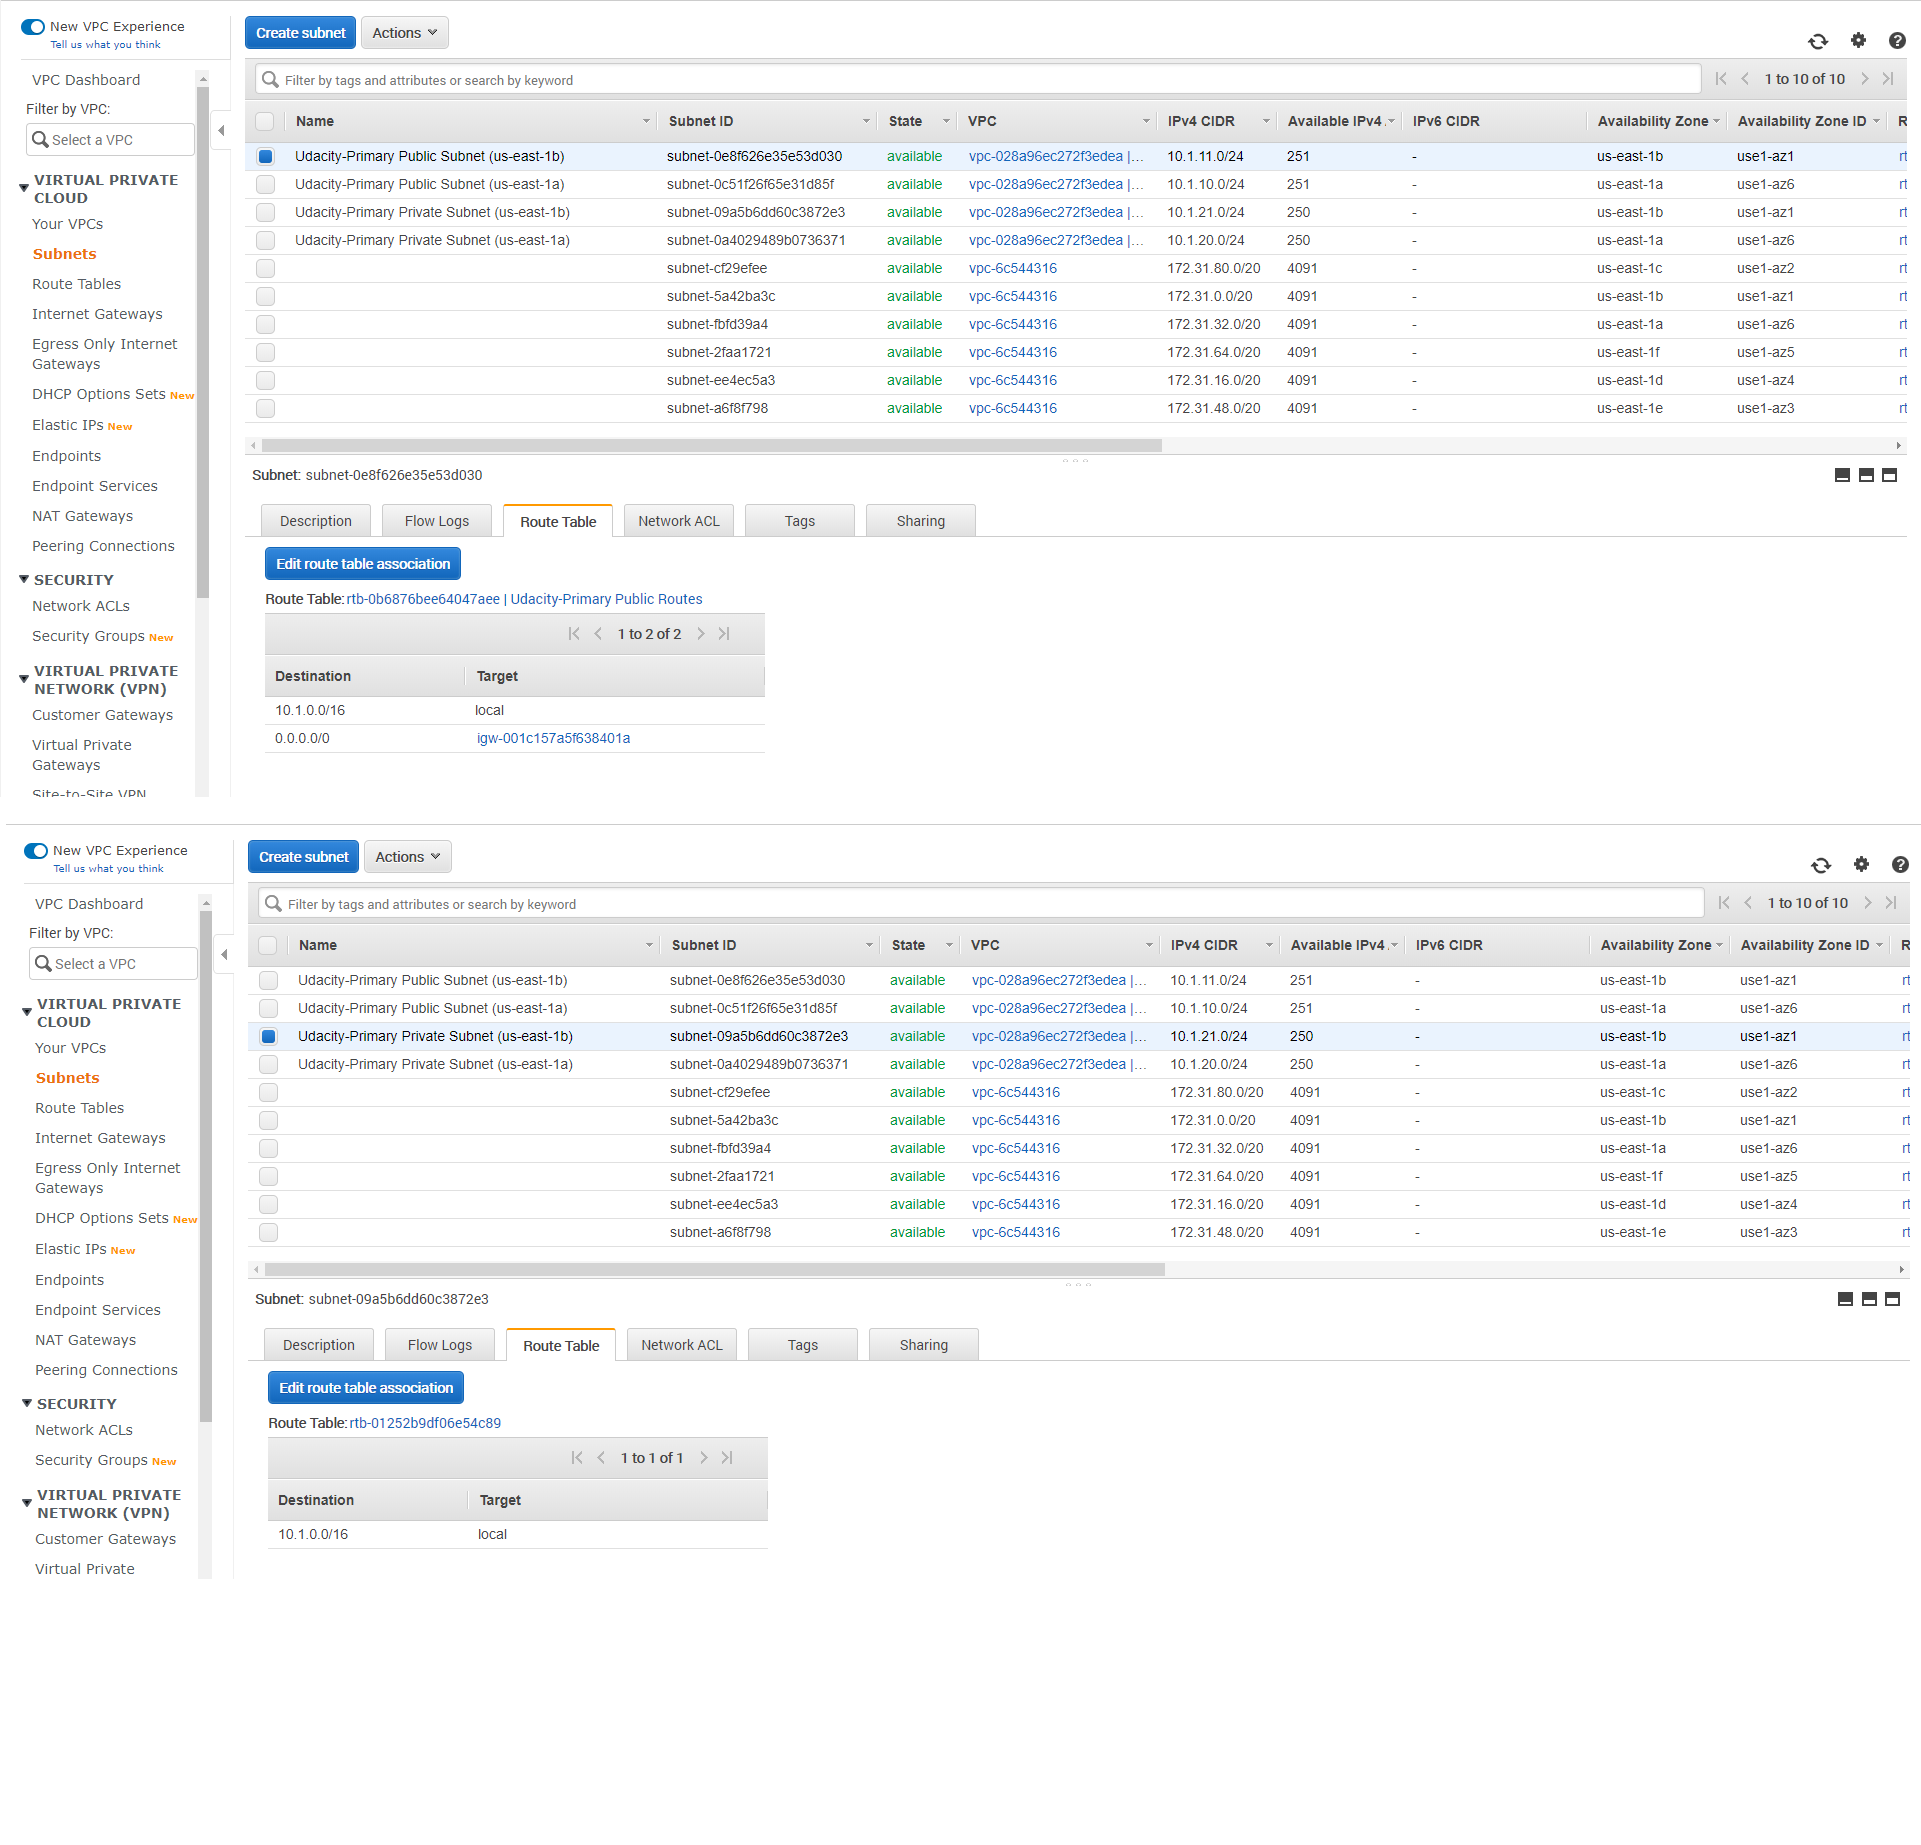 New VPC Experience
Tell us what you think
VPC Dashboard
Filter by VPC:
Select a VPC
VIRTUAL PRIVATE
CLOUD
Your VPCs
Subnets
Route Tables
Internet Gateways
Egress Only Internet
Gateways
DHCP Options Sets New
Elastic IPs New
Endpoints
Endpoint Services
NAT Gateways
Peering Connections
SECURITY
Network ACLs
Security Groups New
VIRTUAL PRIVATE
NETWORK (VPN)
Customer Gateways
Virtual Private
Gateways
Site-to-Site VPN
Create subnet Actions
Filter by tags and attributes or search by keyword 1 to 10 of 10
Name Subnet ID State VPC IPv4 CIDR Available IPv4 IPv6 CIDR Availability Zone Availability Zone ID R
Udacity-Primary Public Subnet (us-east-1b) subnet-0e8f626e35e53d030 available vpc-028a96ec272f3edea |... 10.1.11.0/24 251 - us-east-1b use1-az1 rt
Udacity-Primary Public Subnet (us-east-1a) subnet-0c51f26f65e31d85f available vpc-028a96ec272f3edea |... 10.1.10.0/24 251 - us-east-1a use1-az6 rt
Udacity-Primary Private Subnet (us-east-1b) subnet-09a5b6dd60c3872e3 available vpc-028a96ec272f3edea |... 10.1.21.0/24 250 - us-east-1b use1-az1 rt
Udacity-Primary Private Subnet (us-east-1a) subnet-0a4029489b0736371 available vpc-028a96ec272f3edea |... 10.1.20.0/24 250 - us-east-1a use1-az6 rt
subnet-cf29efee available vpc-6c544316 172.31.80.0/20 4091 - us-east-1c use1-az2 rt
subnet-5a42ba3c available vpc-6c544316 172.31.0.0/20 4091 - us-east-1b use1-az1 rt
subnet-fbfd39a4 available vpc-6c544316 172.31.32.0/20 4091 - us-east-1a use1-az6 rt
subnet-2faa1721 available vpc-6c544316 172.31.64.0/20 4091 - us-east-1f use1-az5 rt
subnet-ee4ec5a3 available vpc-6c544316 172.31.16.0/20 4091 - us-east-1d use1-az4 rt
subnet-a6f8f798 available vpc-6c544316 172.31.48.0/20 4091 - us-east-1e use1-az3 rt
Subnet: subnet-0e8f626e35e53d030
Description Flow Logs Route Table Network ACL Tags Sharing
Edit route table association
Route Table: rtb-0b6876bee64047aee | Udacity-Primary Public Routes
1 to 2 of 2
Destination Target
10.1.0.0/16 local
0.0.0.0/0 igw-001c157a5f638401a
New VPC Experience
Tell us what you think
VPC Dashboard
Filter by VPC:
Select a VPC
VIRTUAL PRIVATE
CLOUD
Your VPCs
Subnets
Route Tables
Internet Gateways
Egress Only Internet
Gateways
DHCP Options Sets New
Elastic IPs New
Endpoints
Endpoint Services
NAT Gateways
Peering Connections
SECURITY
Network ACLs
Security Groups New
VIRTUAL PRIVATE
NETWORK (VPN)
Customer Gateways
Virtual Private
Create subnet Actions
Filter by tags and attributes or search by keyword 1 to 10 of 10
Name Subnet ID State VPC IPv4 CIDR Available IPv4 IPv6 CIDR Availability Zone Availability Zone ID R
Udacity-Primary Public Subnet (us-east-1b) subnet-0e8f626e35e53d030 available vpc-028a96ec272f3edea |... 10.1.11.0/24 251 - us-east-1b use1-az1 rt
Udacity-Primary Public Subnet (us-east-1a) subnet-0c51f26f65e31d85f available vpc-028a96ec272f3edea |... 10.1.10.0/24 251 - us-east-1a use1-az6 rt
Udacity-Primary Private Subnet (us-east-1b) subnet-09a5b6dd60c3872e3 available vpc-028a96ec272f3edea |... 10.1.21.0/24 250 - us-east-1b use1-az1 rt
Udacity-Primary Private Subnet (us-east-1a) subnet-0a4029489b0736371 available vpc-028a96ec272f3edea |... 10.1.20.0/24 250 - us-east-1a use1-az6 rt
subnet-cf29efee available vpc-6c544316 172.31.80.0/20 4091 - us-east-1c use1-az2 rt
subnet-5a42ba3c available vpc-6c544316 172.31.0.0/20 4091 - us-east-1b use1-az1 rt
subnet-fbfd39a4 available vpc-6c544316 172.31.32.0/20 4091 - us-east-1a use1-az6 rt
subnet-2faa1721 available vpc-6c544316 172.31.64.0/20 4091 - us-east-1f use1-az5 rt
subnet-ee4ec5a3 available vpc-6c544316 172.31.16.0/20 4091 - us-east-1d use1-az4 rt
subnet-a6f8f798 available vpc-6c544316 172.31.48.0/20 4091 - us-east-1e use1-az3 rt
Subnet: subnet-09a5b6dd60c3872e3
Description Flow Logs Route Table Network ACL Tags Sharing
Edit route table association
Route Table: rtb-01252b9df06e54c89
1 to 1 of 1
Destination Target
10.1.0.0/16 local